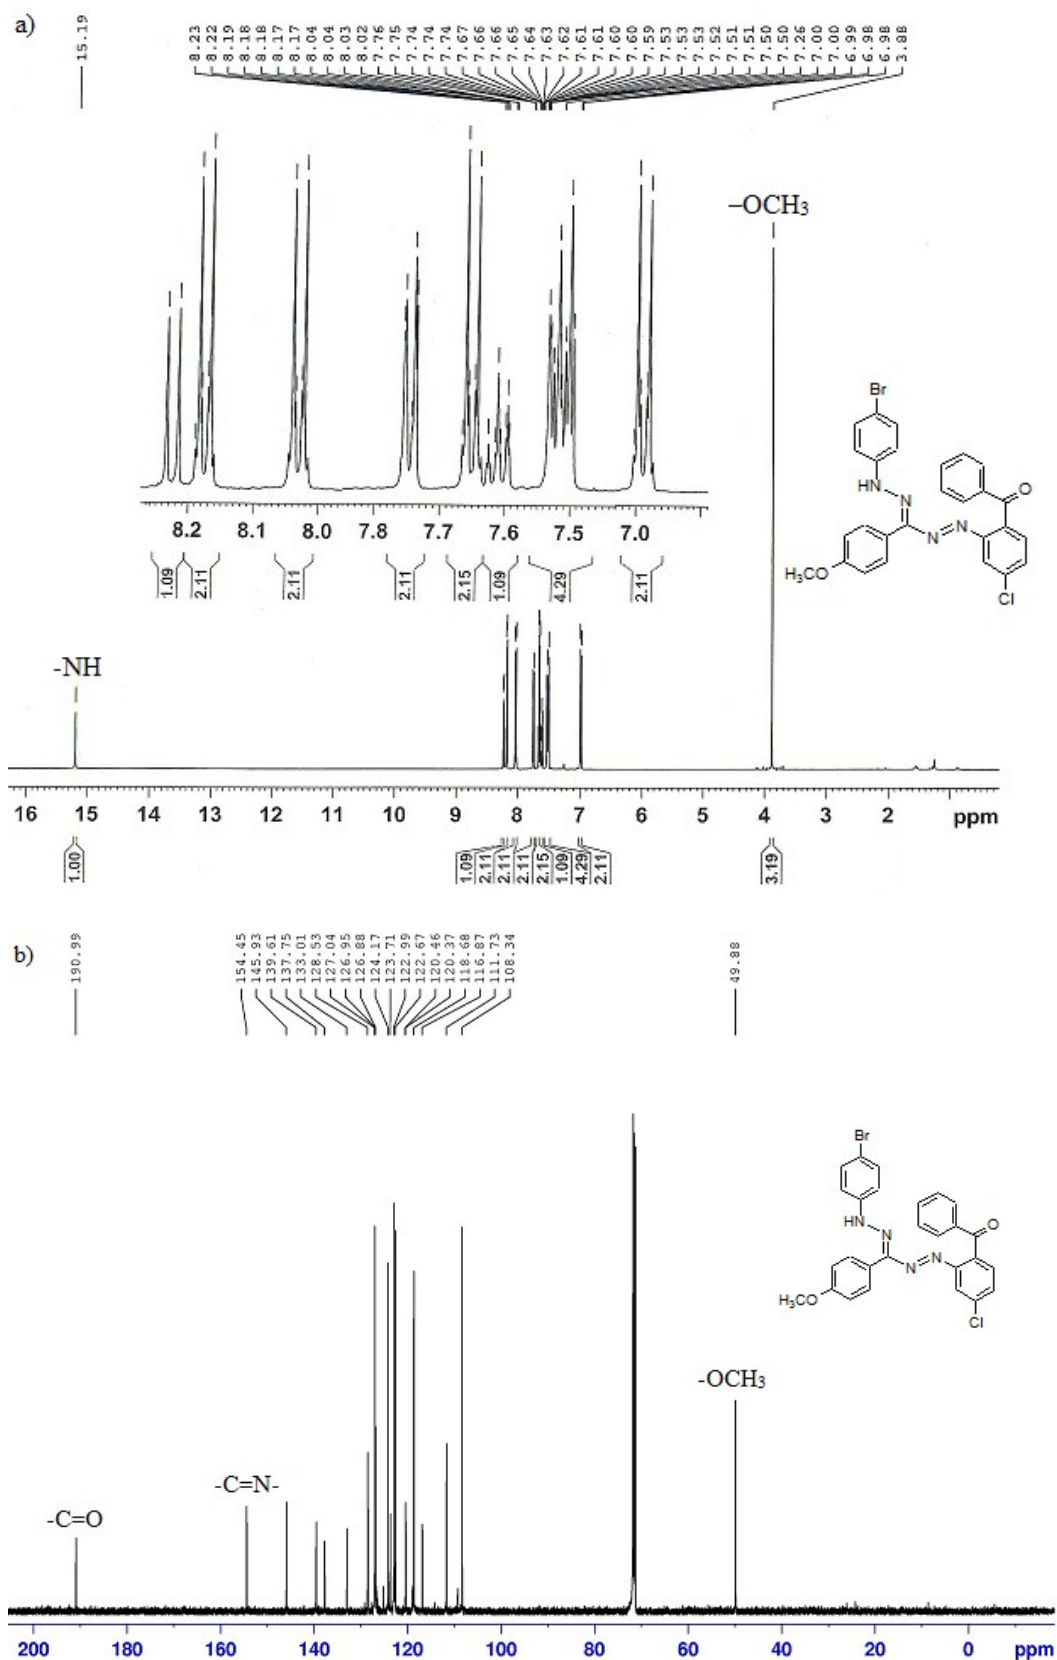 a)
15.19
8.23
8.22
8.19
8.18
8.18
8.17
8.17
8.04
8.04
8.03
8.02
7.76
7.75
7.74
7.74
7.74
7.67
7.66
7.66
7.65
7.64
7.63
7.62
7.61
7.61
7.60
7.60
7.59
7.53
7.53
7.53
7.52
7.51
7.51
7.50
7.50
7.26
7.00
7.00
6.99
6.98
6.98
3.88
–OCH3
Br
HN
N
O
N
N
H3CO
Cl
8.2 8.1 8.0 7.8 7.7 7.6 7.5 7.0
1.09 2.11 2.11 2.11 2.15 1.09 4.29 2.11
-NH
16 15 14 13 12 11 10 9 8 7 6 5 4 3 2 ppm
1.00 1.09 2.11 2.11 2.11 2.15 1.09 4.29 2.11 3.19
b)
190.99
154.45
145.93
139.61
137.75
133.01
128.53
127.04
126.95
126.88
124.17
123.71
122.99
122.67
120.46
120.37
118.68
116.87
111.73
108.34
49.88
Br
HN
N
O
N
N
H3CO
Cl
-OCH3
-C=N-
-C=O
200 180 160 140 120 100 80 60 40 20 0 ppm